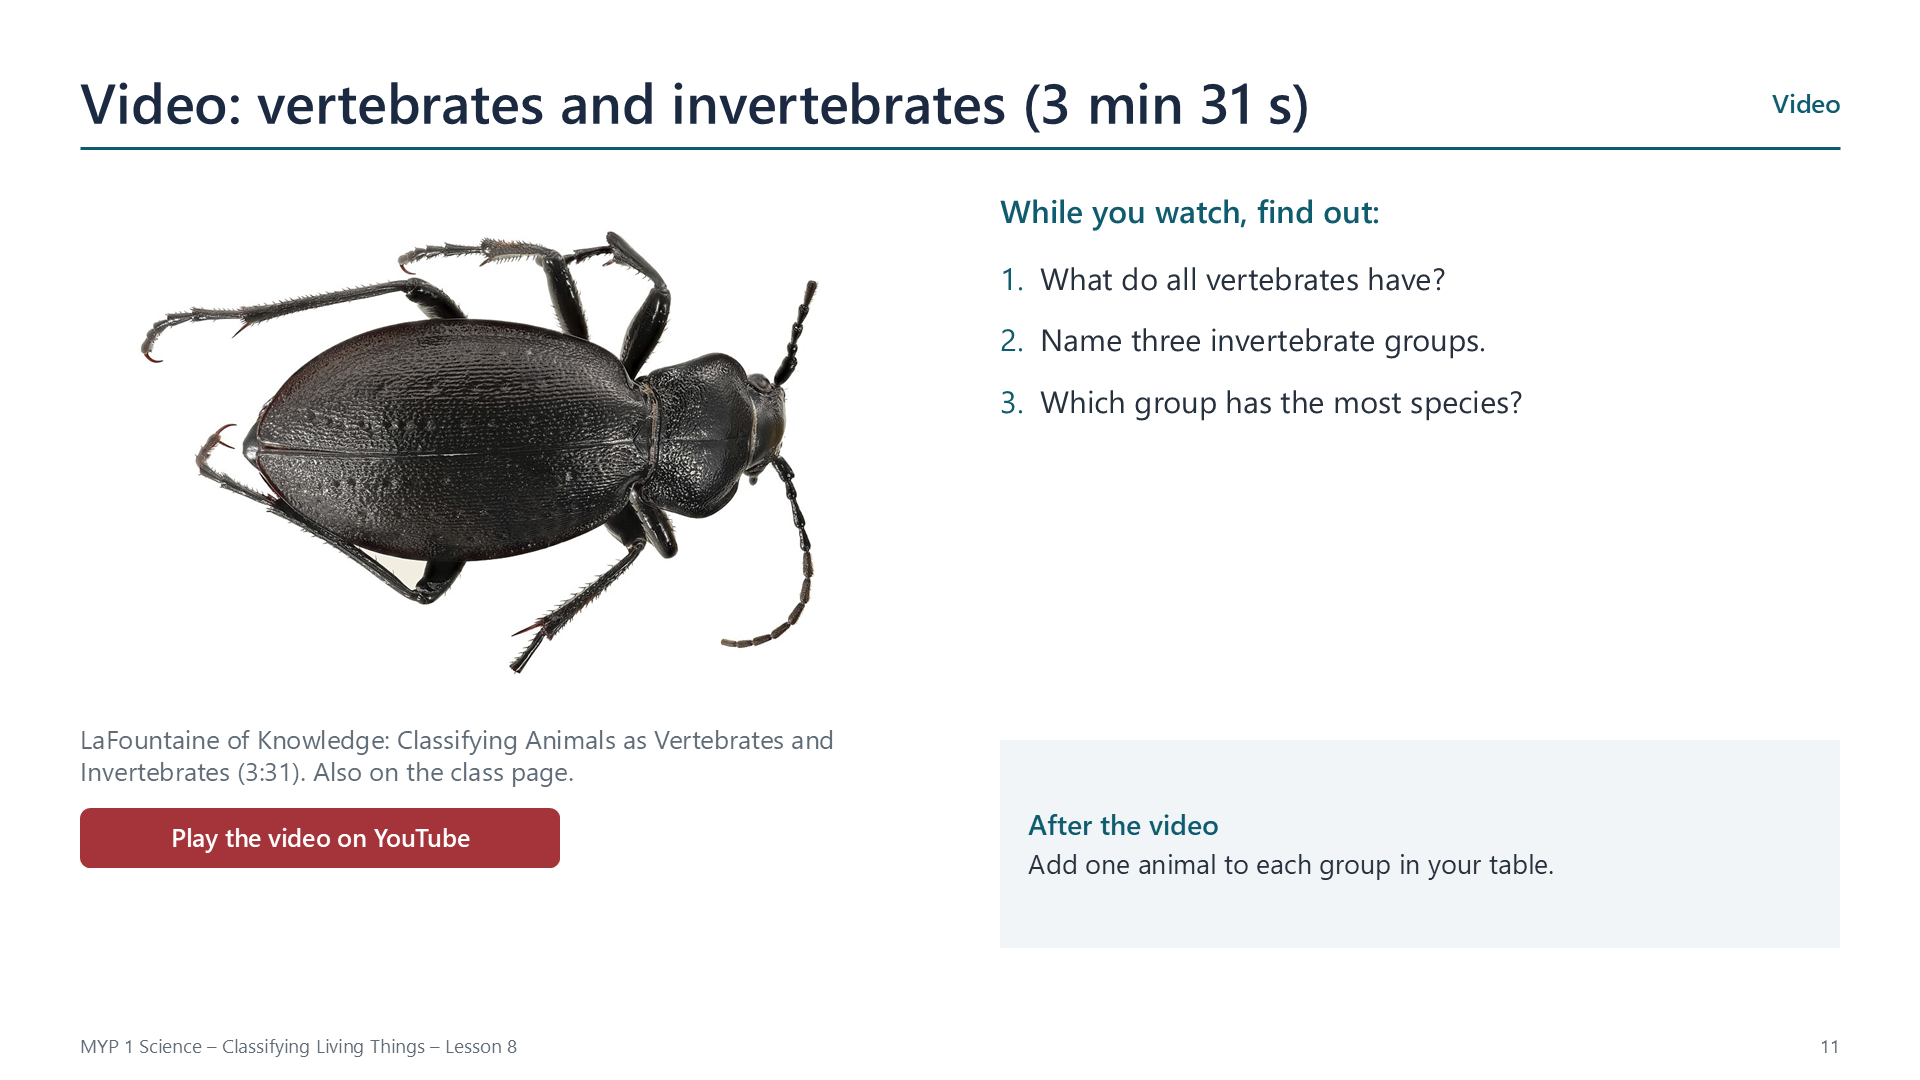 Video: vertebrates and invertebrates (3 min 31 s)
Video
While you watch, find out:
1. What do all vertebrates have?
2. Name three invertebrate groups.
3. Which group has the most species?
LaFountaine of Knowledge: Classifying Animals as Vertebrates and
Invertebrates (3:31). Also on the class page.
Play the video on YouTube
After the video
Add one animal to each group in your table.
MYP 1 Science – Classifying Living Things – Lesson 8
11